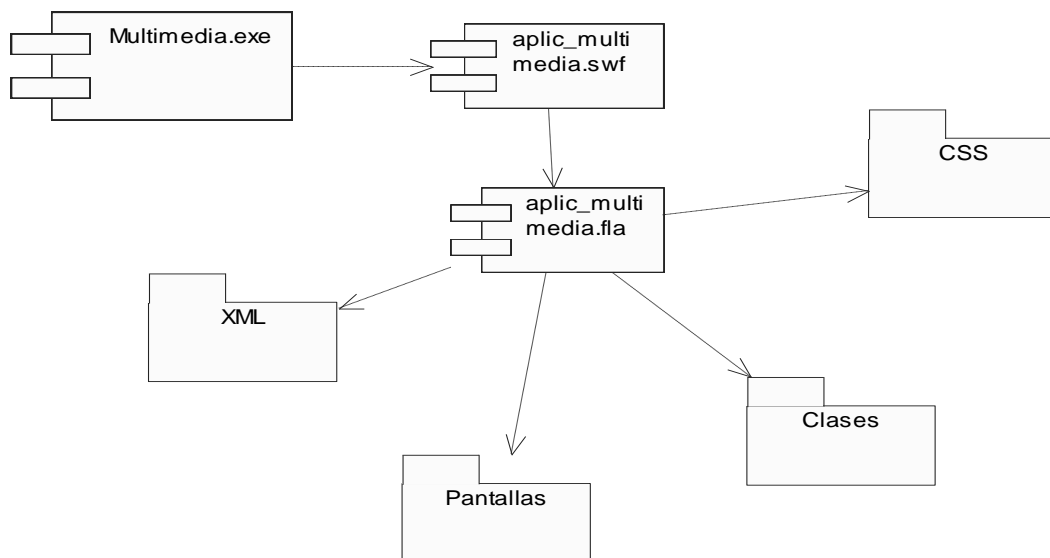 Multimedia.exe
aplic_multi
media.swf
CSS
aplic_multi
media.fla
XML
Clases
Pantallas